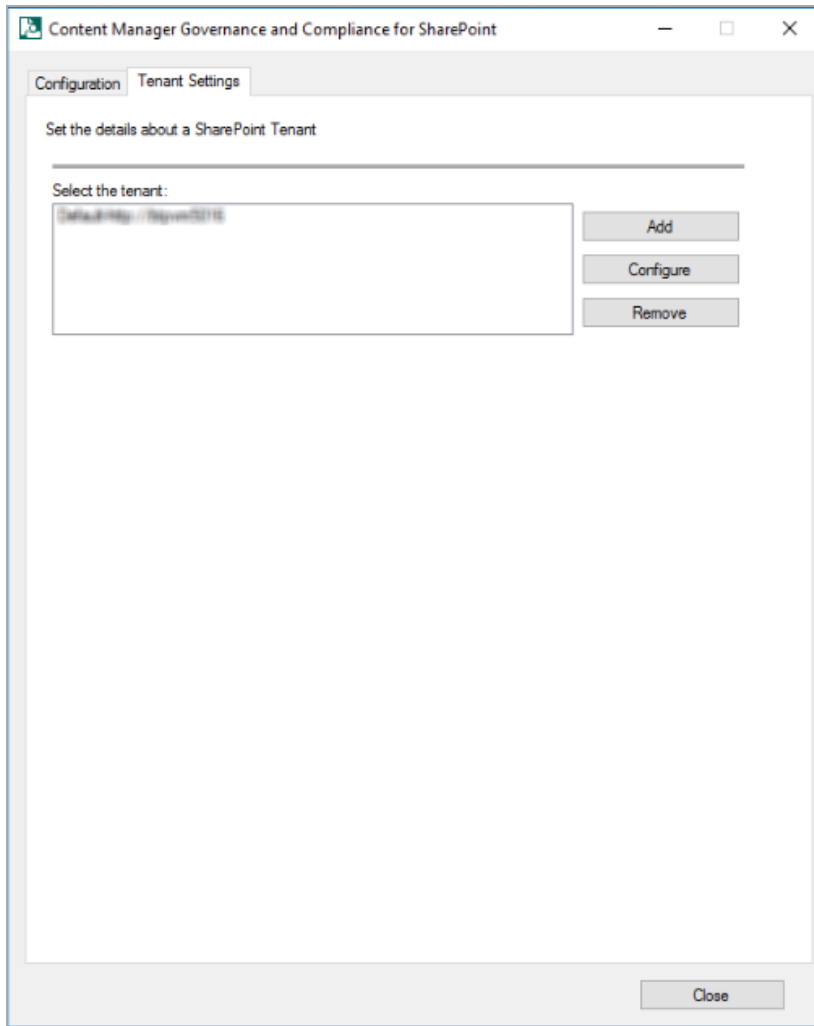 Content Manager Governance and Compliance for SharePoint
Configuration
Tenant Settings
Set the details about a SharePoint Tenant
Select the tenant:
Add
Configure
Remove
Close